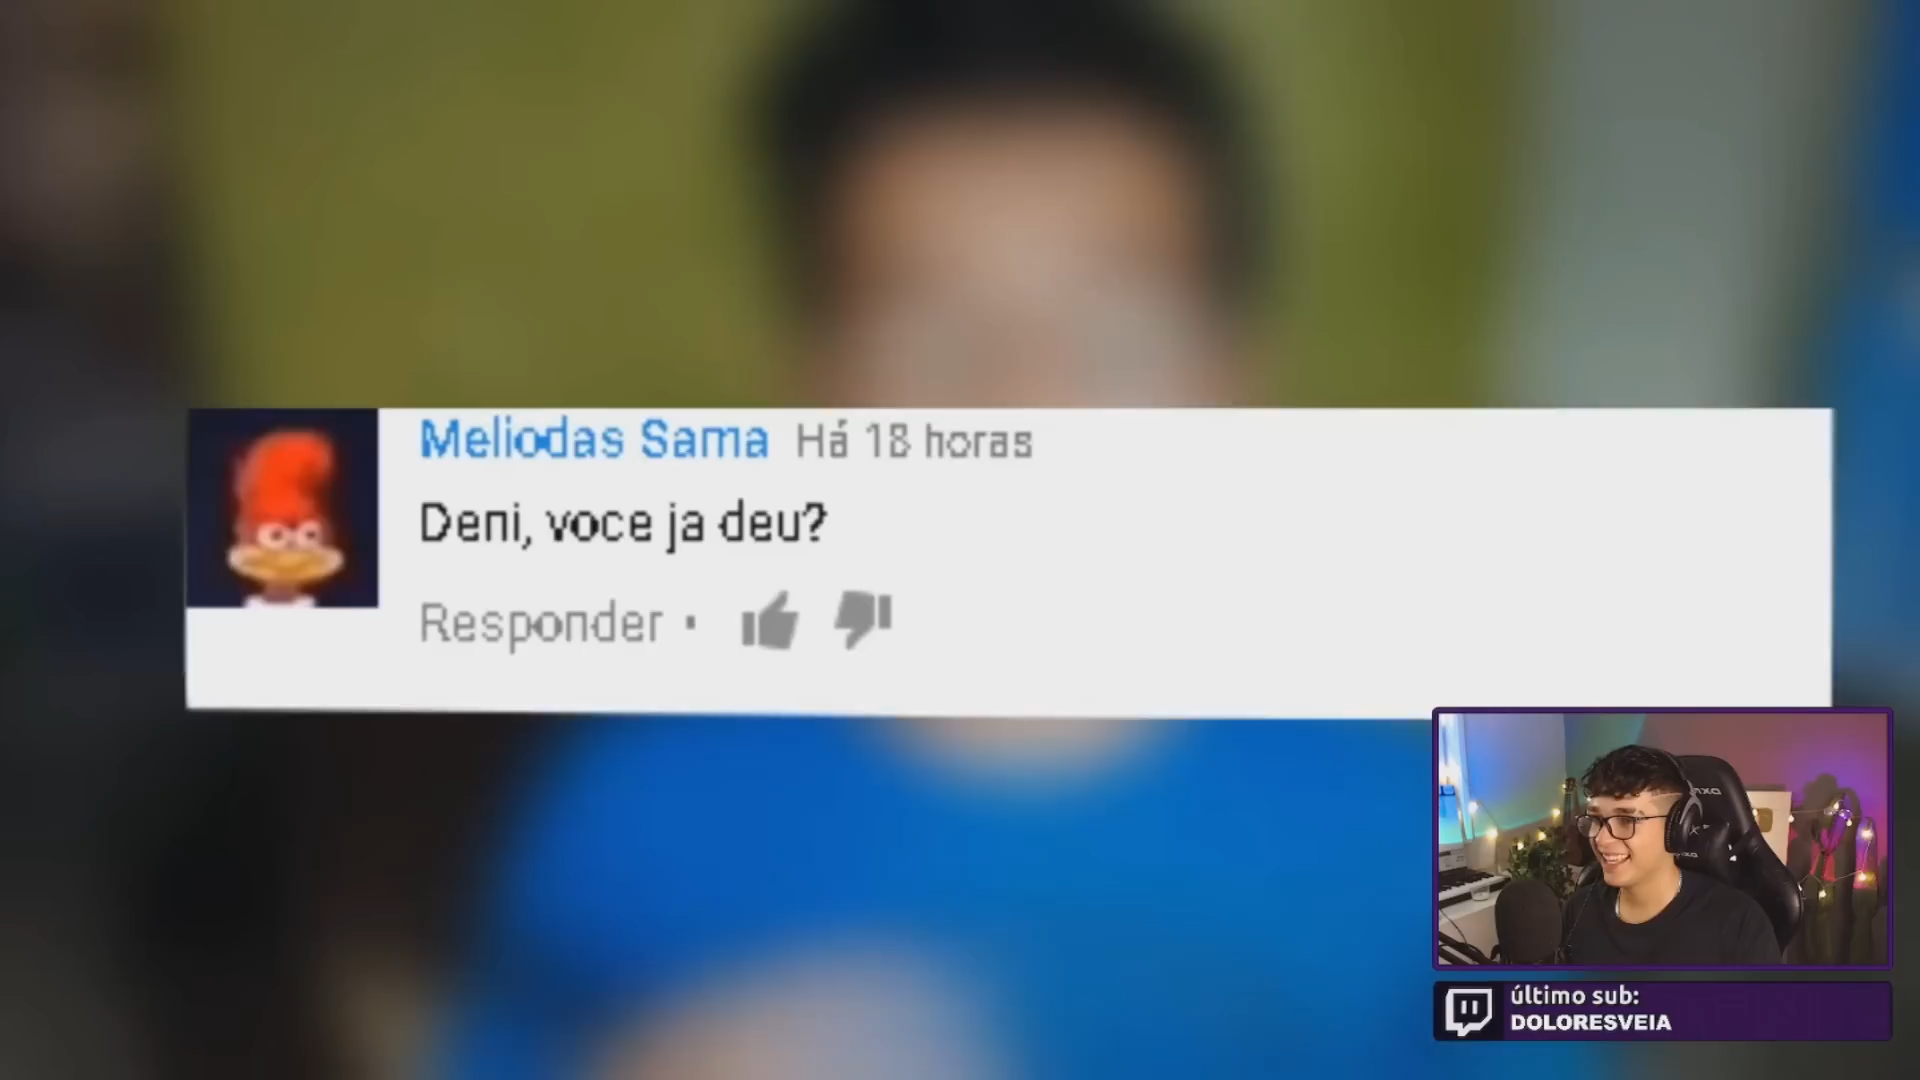 Meliodas Sama Há 18 horas
Deni, voce ja deu?
Responder ·
último sub:
DOLORESVEIA